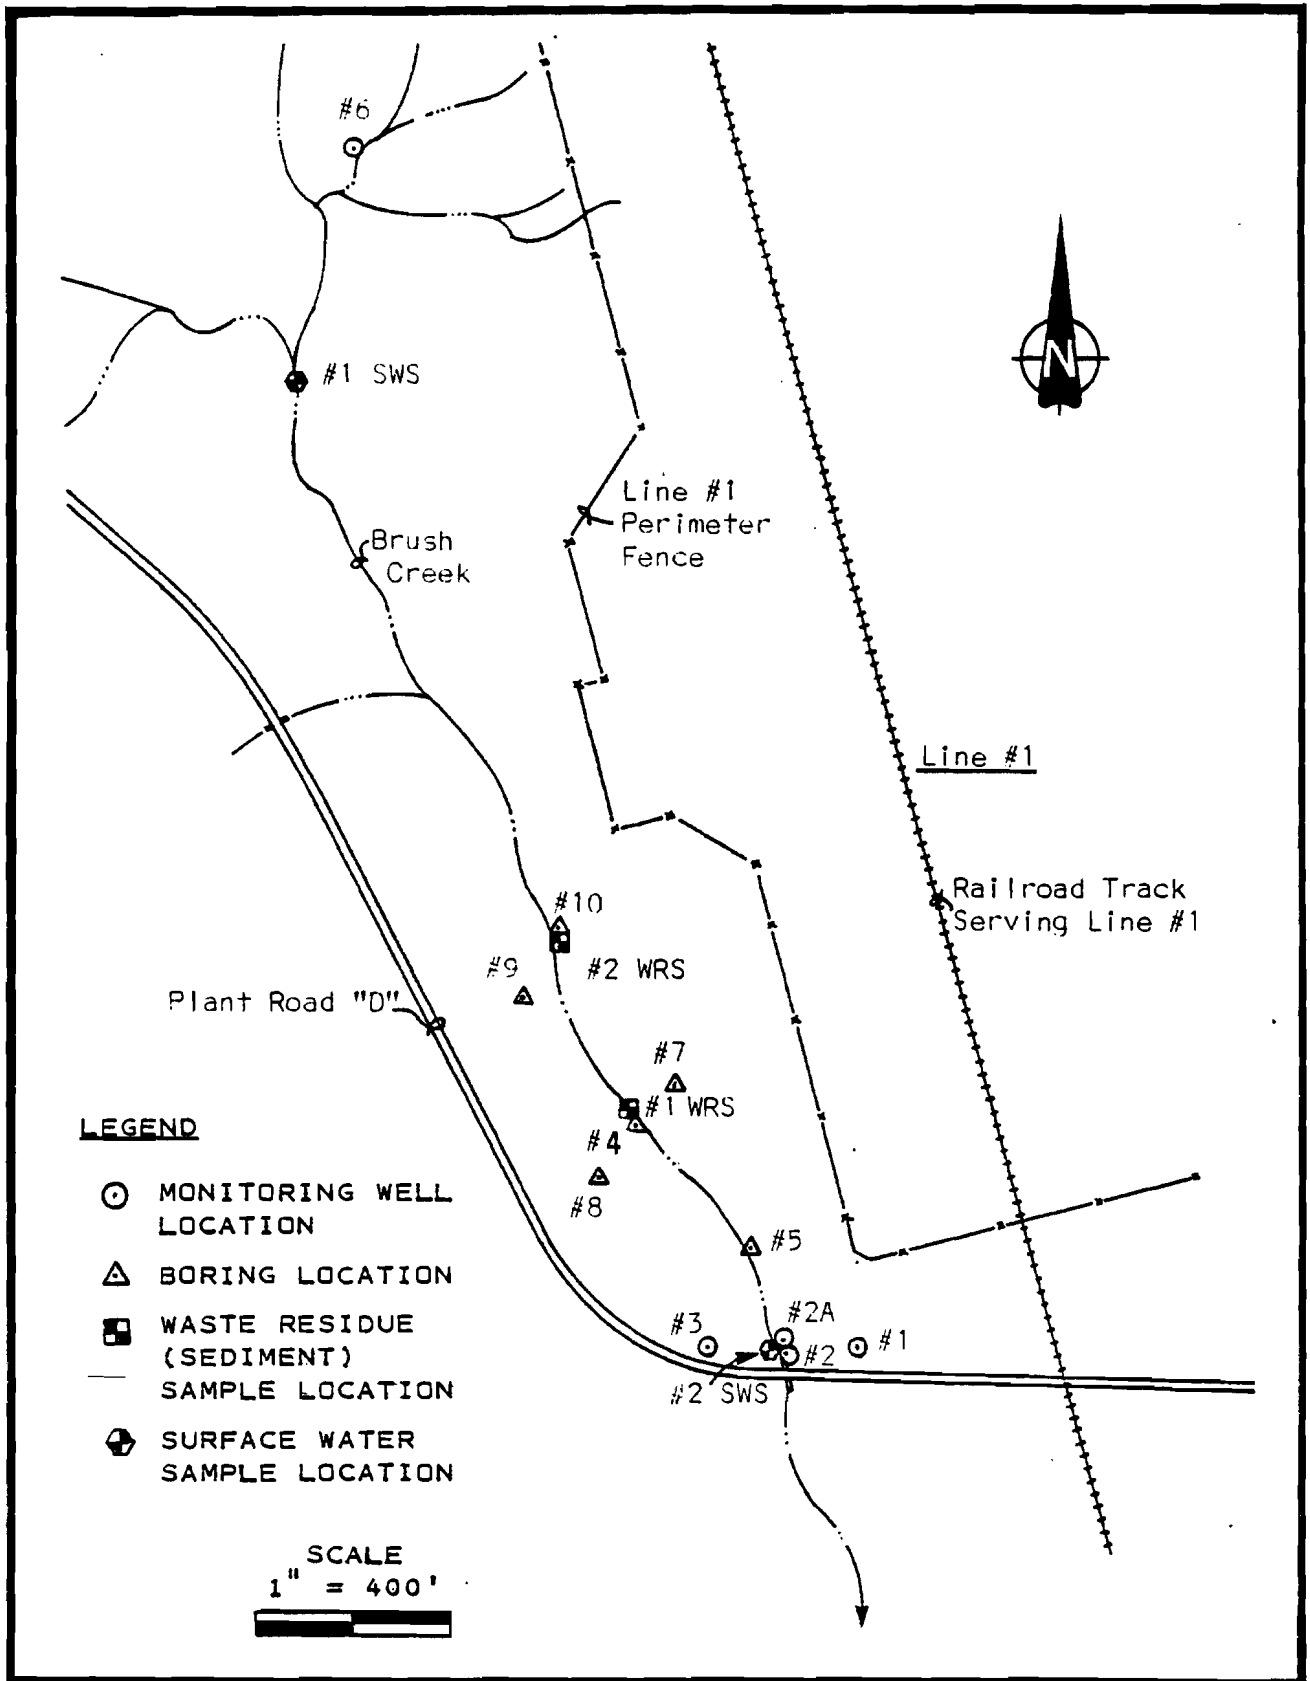 #6
#1 SWS
N
Line #1
Perimeter
Fence
Brush
Creek
Line #1
Railroad Track
Serving Line #1
#10
#2 WRS
#9
Plant Road "D"
#7
#1 WRS
#4
#8
#5
#2A
#3
#1
#2
#2 SWS
LEGEND
MONITORING WELL
LOCATION
BORING LOCATION
WASTE RESIDUE
(SEDIMENT)
SAMPLE LOCATION
SURFACE WATER
SAMPLE LOCATION
SCALE
1" = 400'